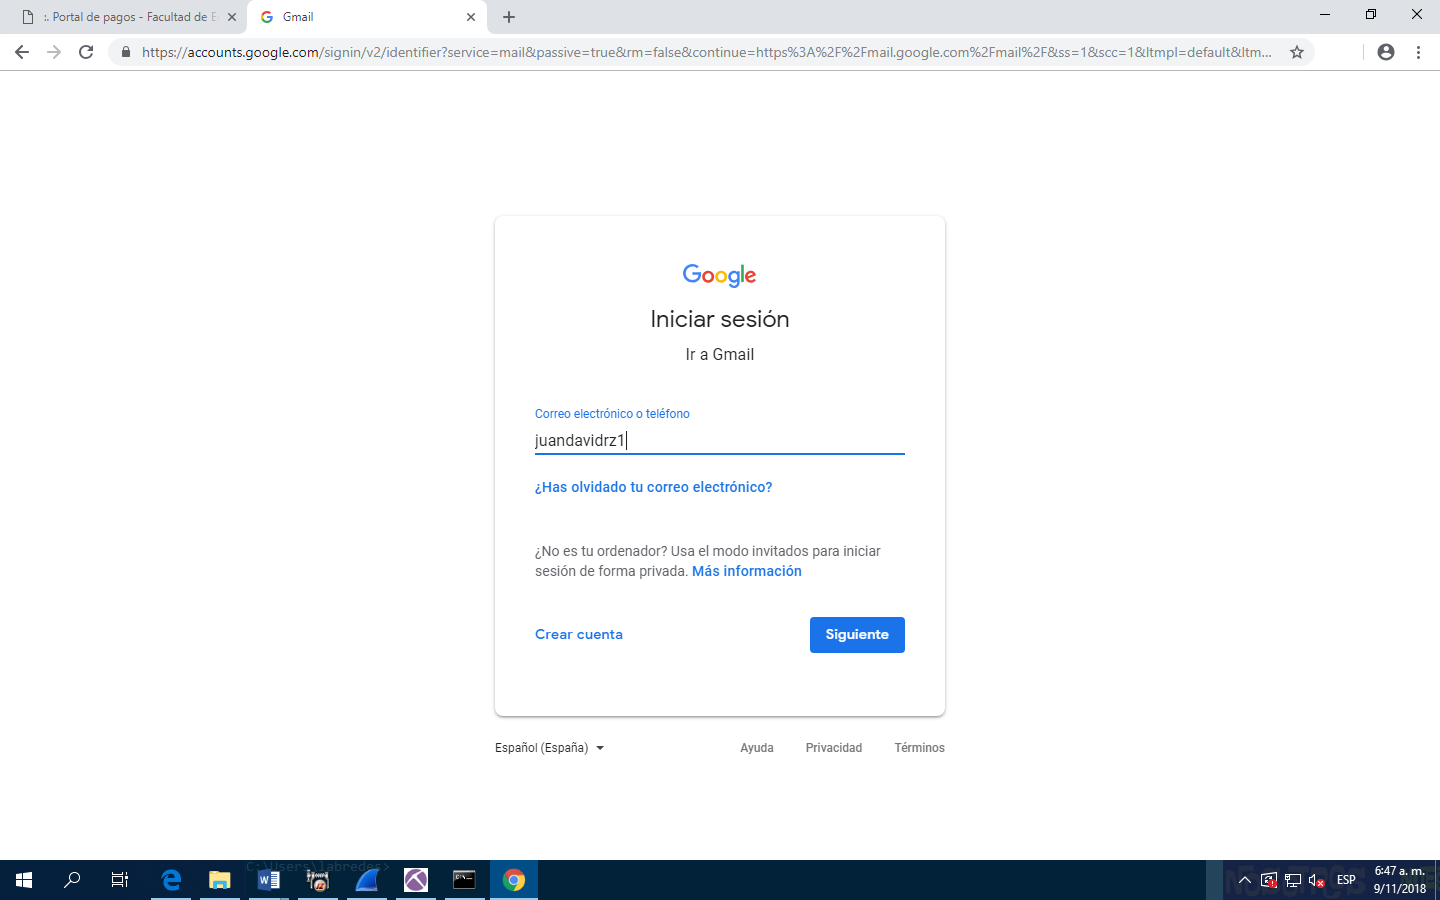 :. Portal de pagos - Facultad de E
Gmail
https://accounts.google.com/signin/v2/identifier?service=mail&passive=true&rm=false&continue=https%3A%2F%2Fmail.google.com%2Fmail%2F&ss=1&scc=1&ltmpl=default&ltm...
Google
Iniciar sesión
Ir a Gmail
Correo electrónico o teléfono
juandavidrz1
¿Has olvidado tu correo electrónico?
¿No es tu ordenador? Usa el modo invitados para iniciar
sesión de forma privada. Más información
Crear cuenta
Siguiente
Español (España)
Ayuda
Privacidad
Términos
C:\Users\labredes>
ESP
6:47 a. m.
9/11/2018